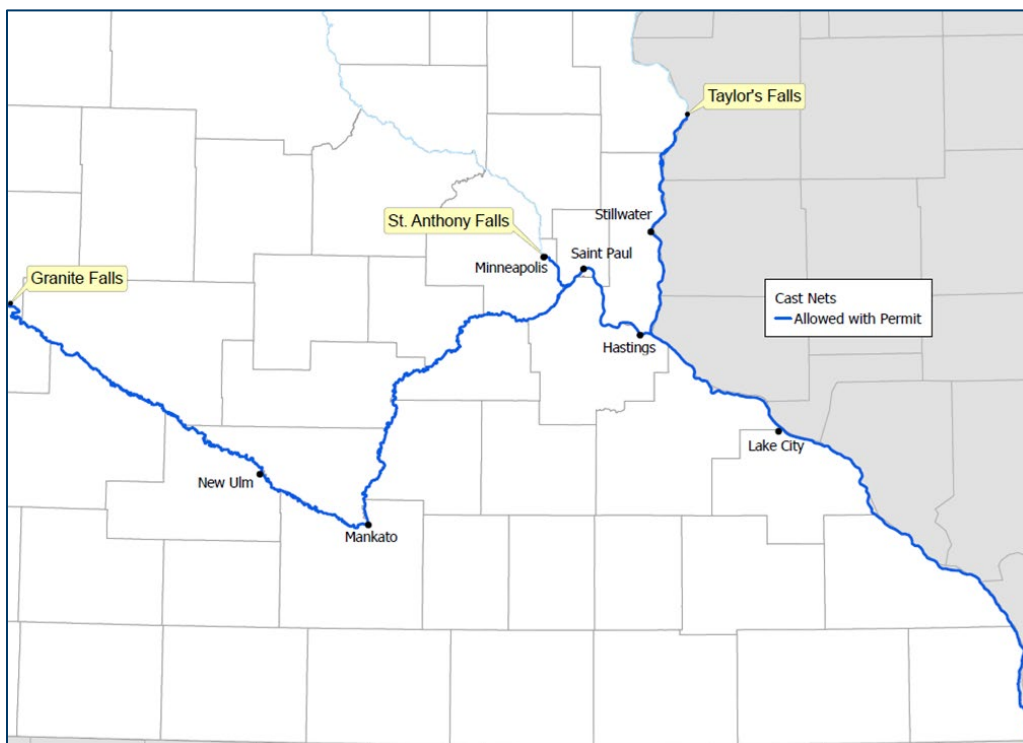 Taylor's Falls
St. Anthony Falls
Stillwater
Saint Paul
Minneapolis
Granite Falls
Cast Nets
Allowed with Permit
Hastings
Lake City
New Ulm
Mankato